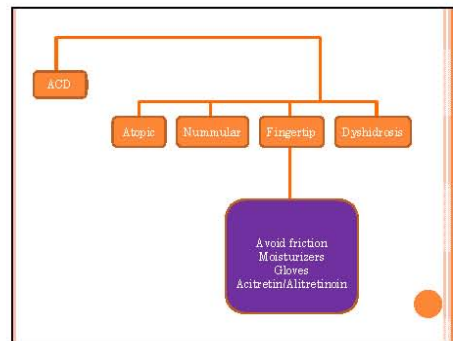 ACD
Atopic
Nummular
Fingertip
Dyshidrosis
Avoid friction
Moisturizers
Gloves
Acitretin/Alitretinoin